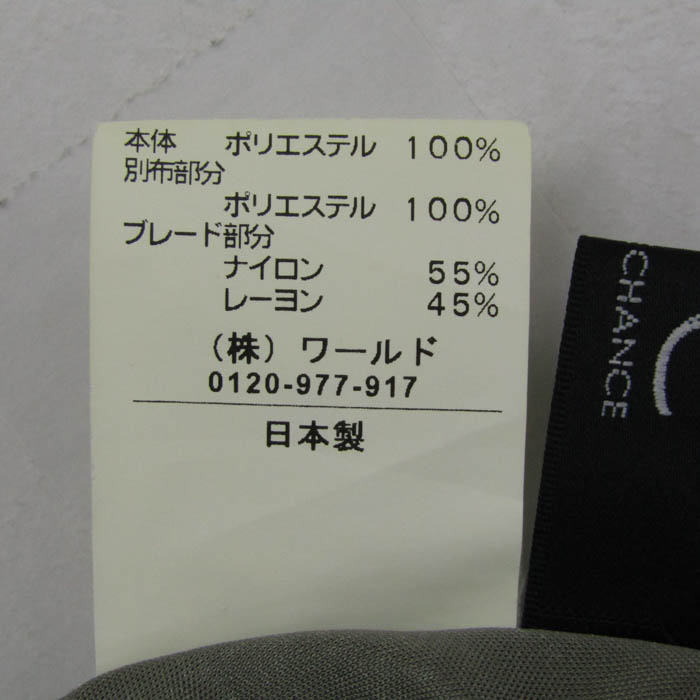 本体 ポリエステル 100%
別布部分
ポリエステル 100%
ブレード部分
ナイロン 55%
レーヨン 45%
(株) ワールド
0120-977-917
日本製
CHANCE